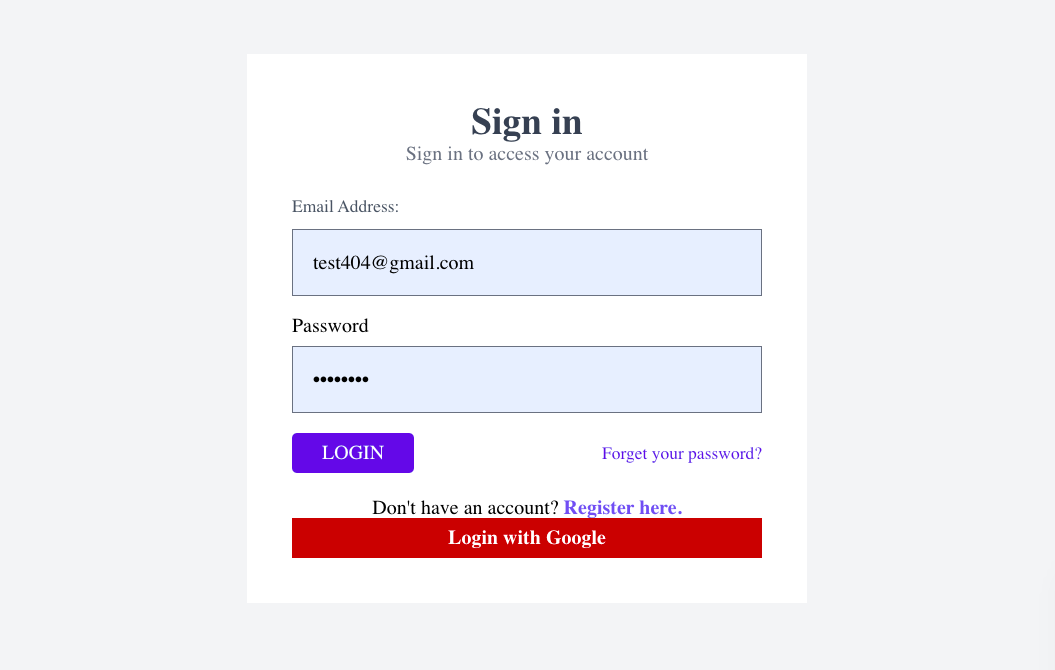 Sign in
Sign in to access your account
Email Address:
test404@gmail.com
Password
••••••••
LOGIN
Forget your password?
Don't have an account? Register here.
Login with Google